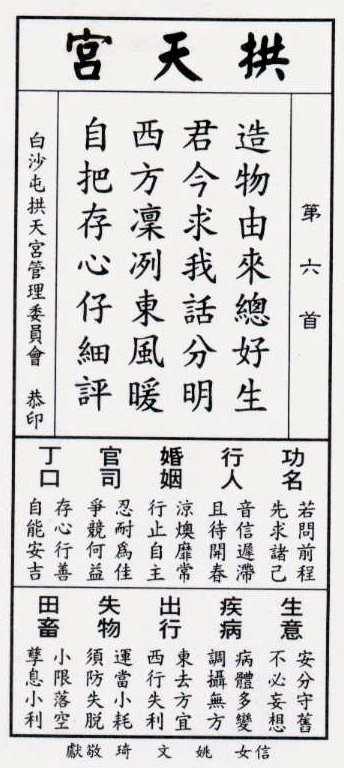 拱天宮
第六首
造物由來總好生
君今求我話分明
西方凜冽東風暖
自把存心仔細評
白沙屯拱天宮管理委員會　恭印
功名
若問前程
先求諸己
行人
音信遲滯
且待開春
婚姻
涼燠靡常
行止自主
官司
忍耐為佳
爭競何益
丁口
存心行善
自能安吉
生意
安分守舊
不必妄想
疾病
病體多變
調攝無方
出行
東去方宜
西行失利
失物
運當小耗
須防失脫
田畜
小限落空
孳息小利
信女 姚文琦 敬獻